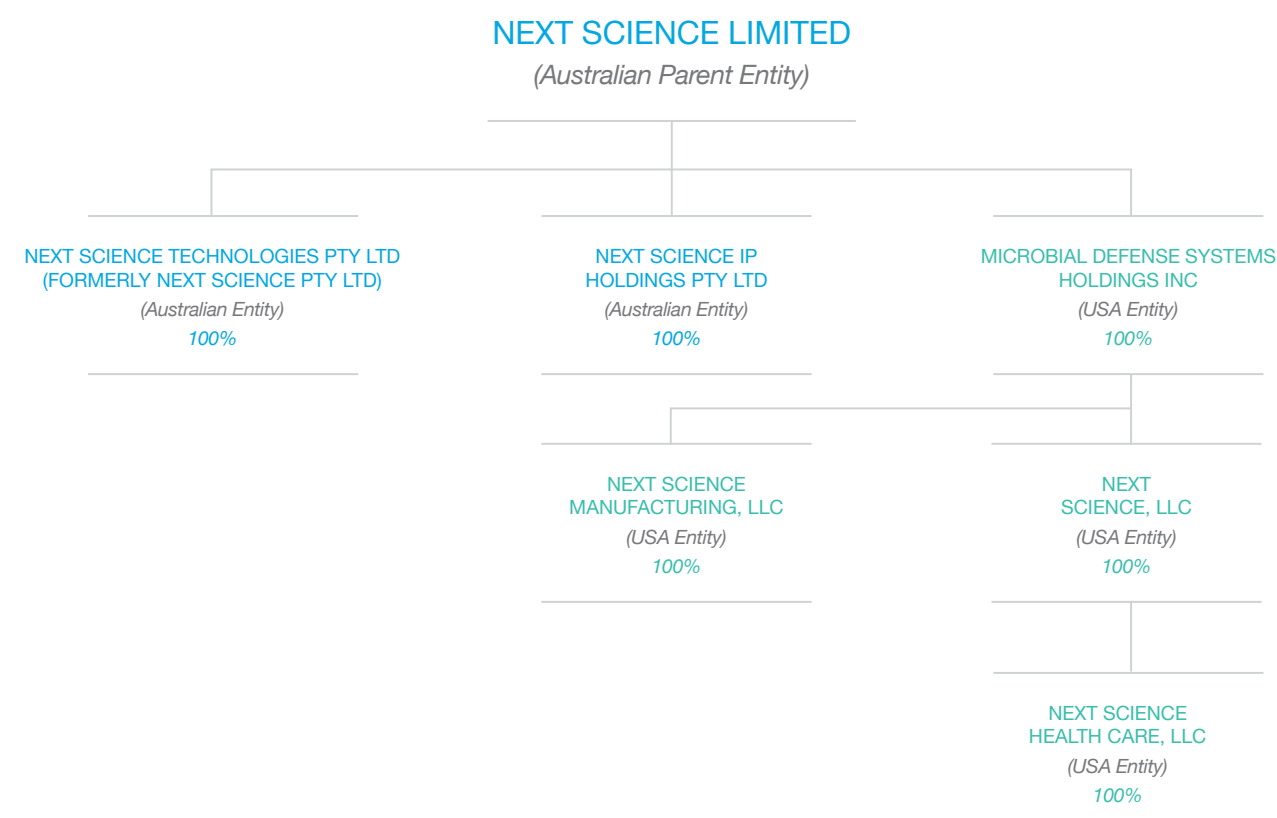 NEXT SCIENCE LIMITED
(Australian Parent Entity)
NEXT SCIENCE TECHNOLOGIES PTY LTD
(FORMERLY NEXT SCIENCE PTY LTD)
(Australian Entity)
100%
NEXT SCIENCE IP
HOLDINGS PTY LTD
(Australian Entity)
100%
MICROBIAL DEFENSE SYSTEMS
HOLDINGS INC
(USA Entity)
100%
NEXT SCIENCE
MANUFACTURING, LLC
(USA Entity)
100%
NEXT
SCIENCE, LLC
(USA Entity)
100%
NEXT SCIENCE
HEALTH CARE, LLC
(USA Entity)
100%